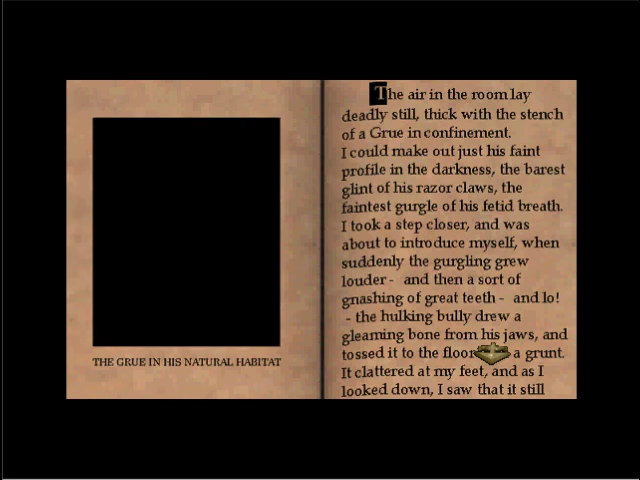 THE GRUE IN HIS NATURAL HABITAT
The air in the room lay
deadly still, thick with the stench
of a Grue in confinement.
I could make out just his faint
profile in the darkness, the barest
glint of his razor claws, the
faintest gurgle of his fetid breath.
I took a step closer, and was
about to introduce myself, when
suddenly the gurgling grew
louder - and then a sort of
gnashing of great teeth - and lo!
- the hulking bully drew a
gleaming bone from his jaws, and
tossed it to the floor a grunt.
It clattered at my feet, and as I
looked down, I saw that it still